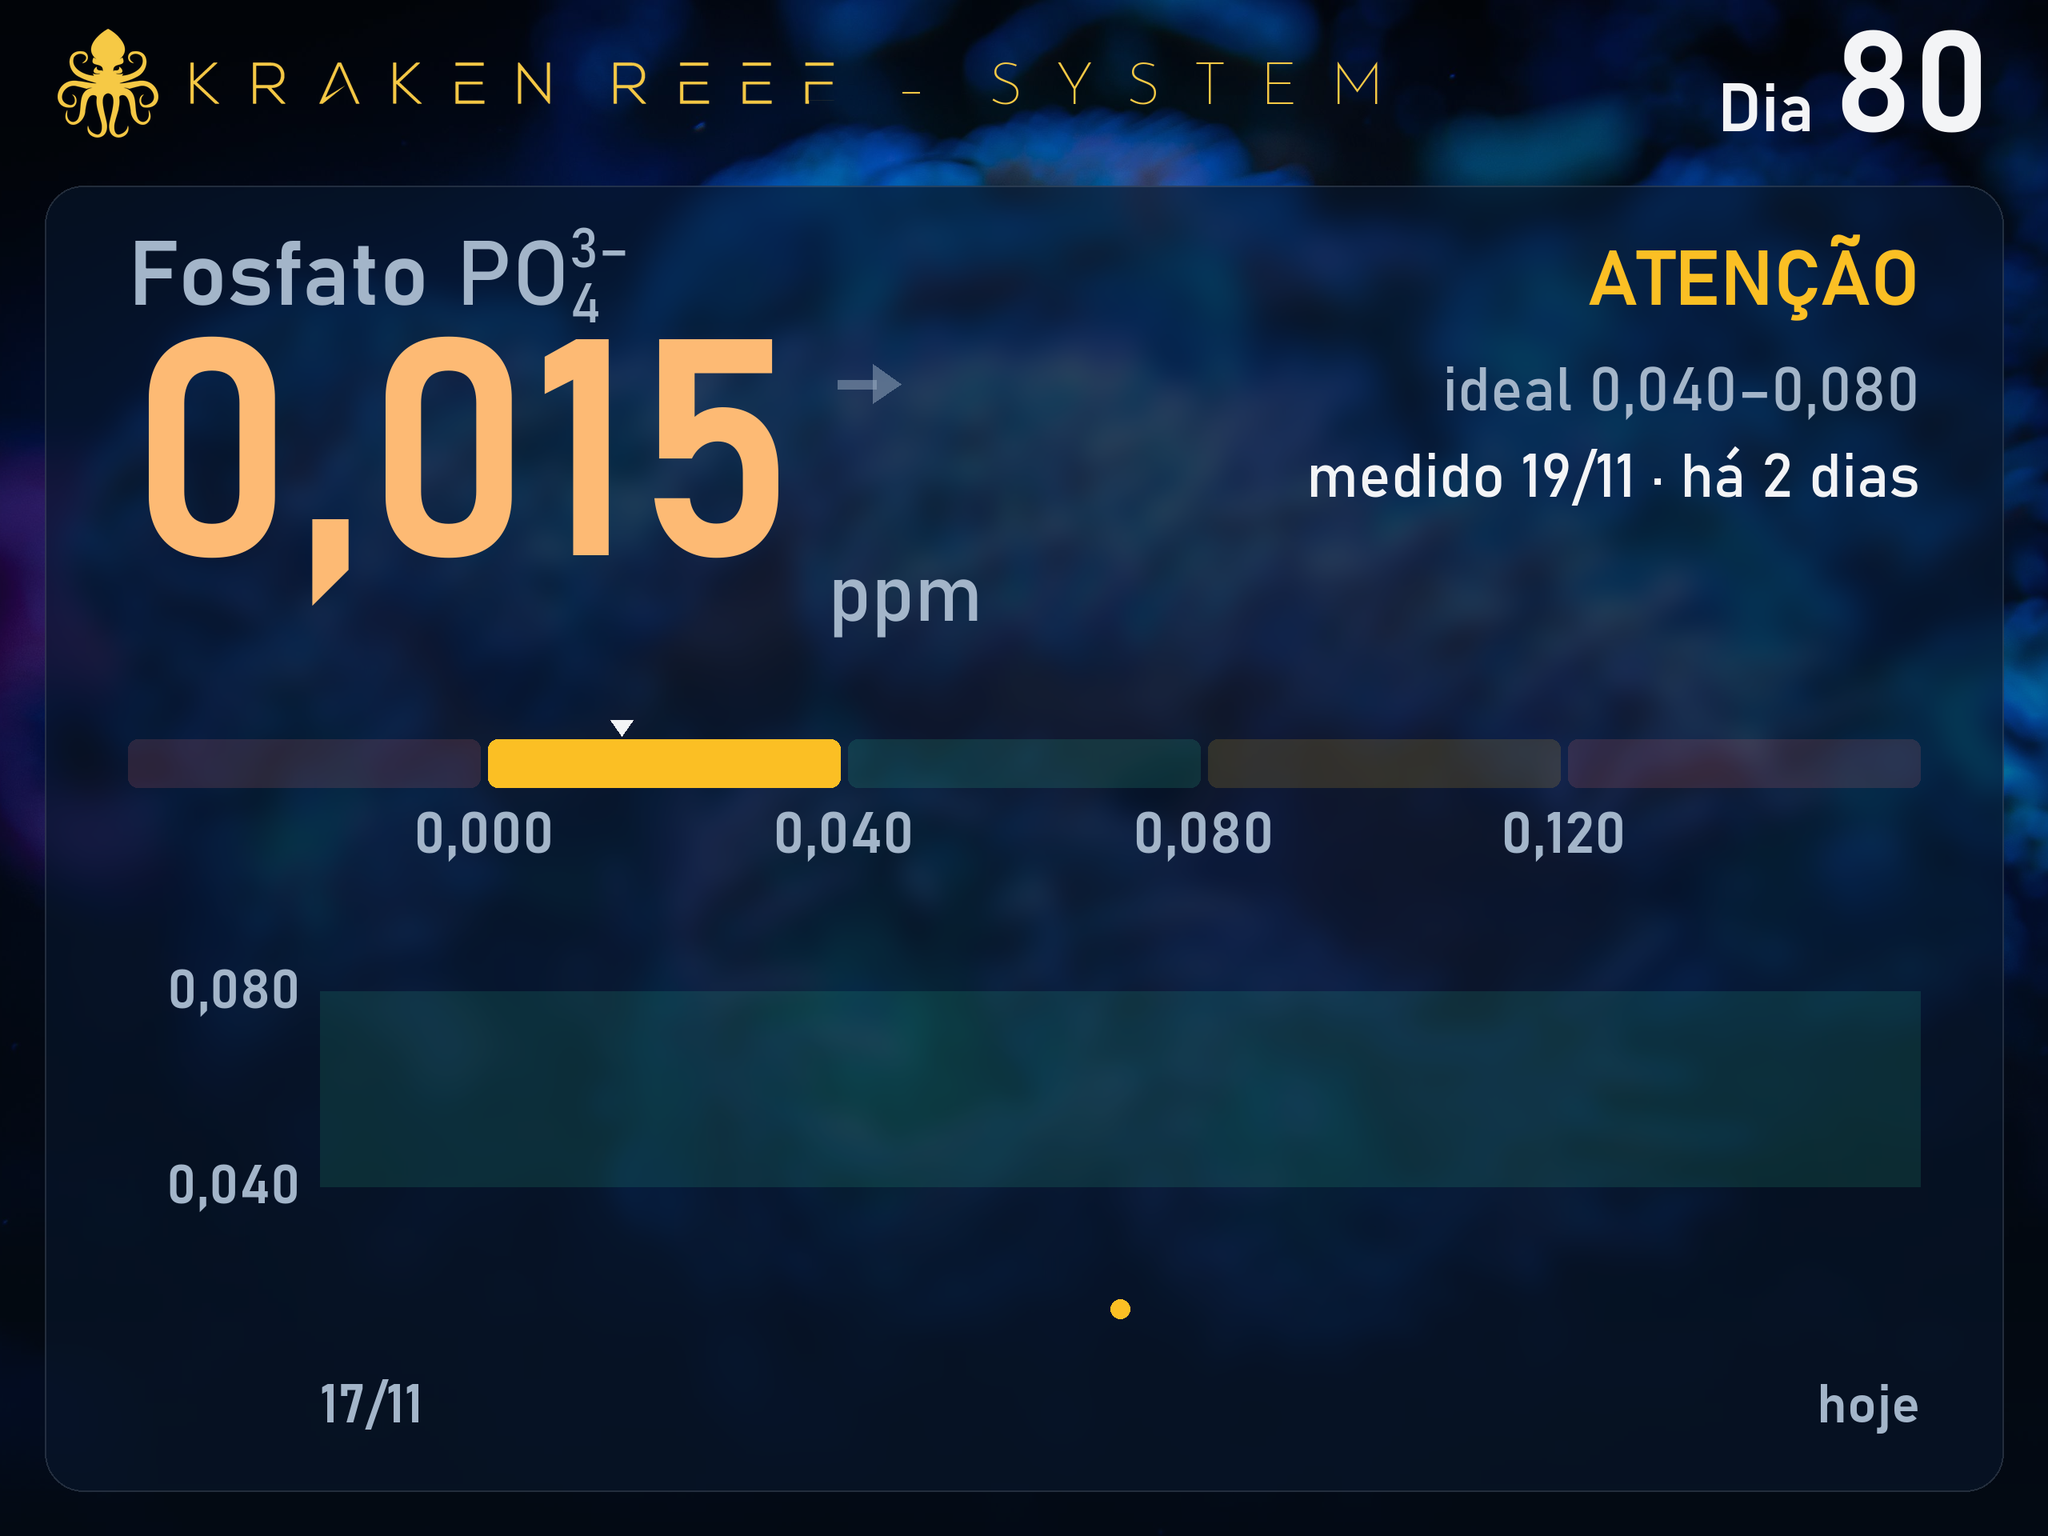 KRAKEN REEF - SYSTEM
Dia 80
Fosfato PO₄³⁻
ATENÇÃO
0,015 ppm
ideal 0,040–0,080
medido 19/11 · há 2 dias
0,000 0,040 0,080 0,120
0,080
0,040
17/11 hoje